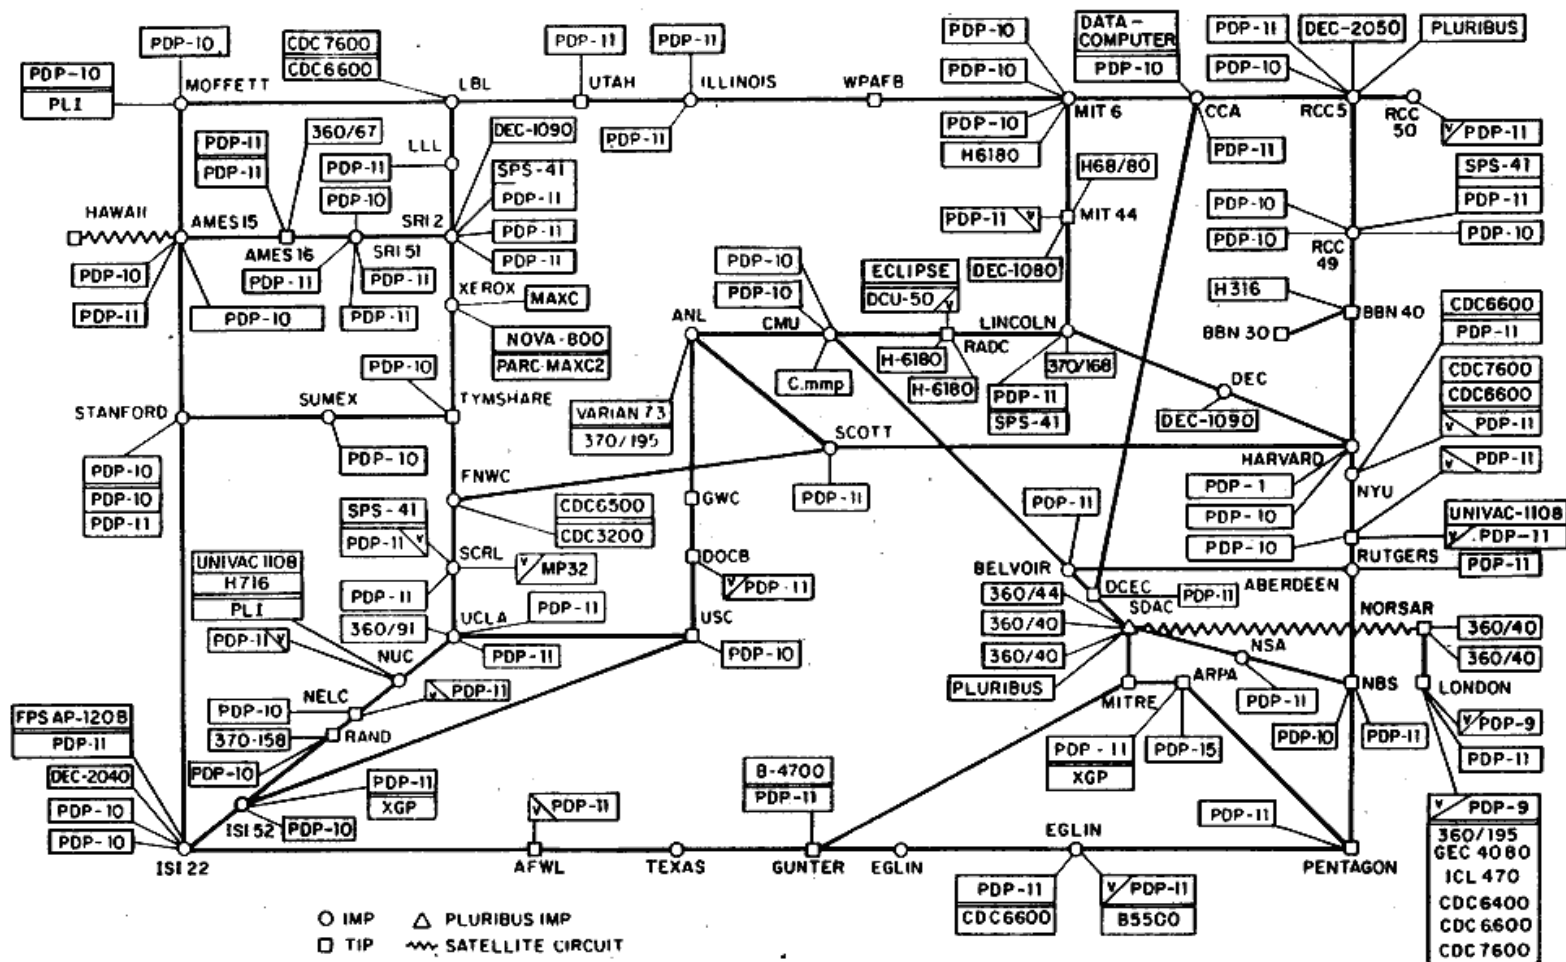 PDP-10
CDC7600
CDC6600
PDP-11
PDP-11
PDP-10
DATA-
COMPUTER
PDP-10
PDP-11
DEC-2050
PLURIBUS
PDP-10
PLI
MOFFETT
LBL
UTAH
ILLINOIS
WPAFB
PDP-10
PDP-10
MIT 6
CCA
RCC5
RCC
50
PDP-11
PDP-10
H6180
PDP-11
V PDP-11
360/67
DEC-1090
PDP-11
PDP-11
LLL
PDP-11
SPS-41
PDP-11
H68/80
SPS-41
PDP-11
HAWAII
AMES15
AMES16
PDP-10
SRI 51
SRI 2
PDP-11
PDP-11
PDP-11 V
MIT 44
PDP-10
PDP-10
RCC
49
PDP-10
PDP-10
PDP-11
PDP-11
PDP-11
PDP-10
PDP-11
XEROX
MAXC
PDP-10
PDP-10
ECLIPSE
DCU-50 V
DEC-1080
H316
CDC6600
PDP-11
PDP-11
PDP-10
NOVA-800
PARC-MAXC2
ANL
CMU
RADC
LINCOLN
BBN 30
BBN 40
H-6180
H-6180
370/168
CDC7600
CDC6600
V PDP-11
PDP-10
C.mmp
DEC
STANFORD
SUMEX
TYMSHARE
VARIAN 73
370/195
PDP-11
SPS-41
DEC-1090
PDP-10
PDP-10
PDP-10
PDP-11
FNWC
SCOTT
HARVARD
NYU
V PDP-11
PDP-11
PDP-1
PDP-10
PDP-10
SPS-41
PDP-11 V
CDC6500
CDC3200
GWC
PDP-11
UNIVAC-1108
V PDP-11
RUTGERS
UNIVAC 1108
H716
PLI
SCRL
V MP32
DOCB
V PDP-11
BELVOIR
DCEC
PDP-11
ABERDEEN
PDP-11
PDP-11
PDP-11
360/91
UCLA
PDP-11
USC
PDP-10
360/44
360/40
360/40
PLURIBUS
SDAC
NORSAR
360/40
360/40
PDP-11 V
NUC
NSA
PDP-11
NBS
LONDON
NELC
PDP-10
V PDP-11
MITRE
ARPA
PDP-10
PDP-11
V PDP-9
PDP-11
FPS AP-120B
PDP-11
370-158
RAND
PDP-11
XGP
PDP-15
DEC-2040
PDP-10
PDP-10
PDP-10
PDP-11
XGP
PDP-10
ISI 52
ISI 22
V PDP-11
AFWL
TEXAS
B-4700
PDP-11
GUNTER
EGLIN
EGLIN
PDP-11
CDC6600
V PDP-11
B5500
PDP-11
PENTAGON
V PDP-9
360/195
GEC 4080
ICL 470
CDC6400
CDC6600
CDC7600
IMP
PLURIBUS IMP
TIP
SATELLITE CIRCUIT